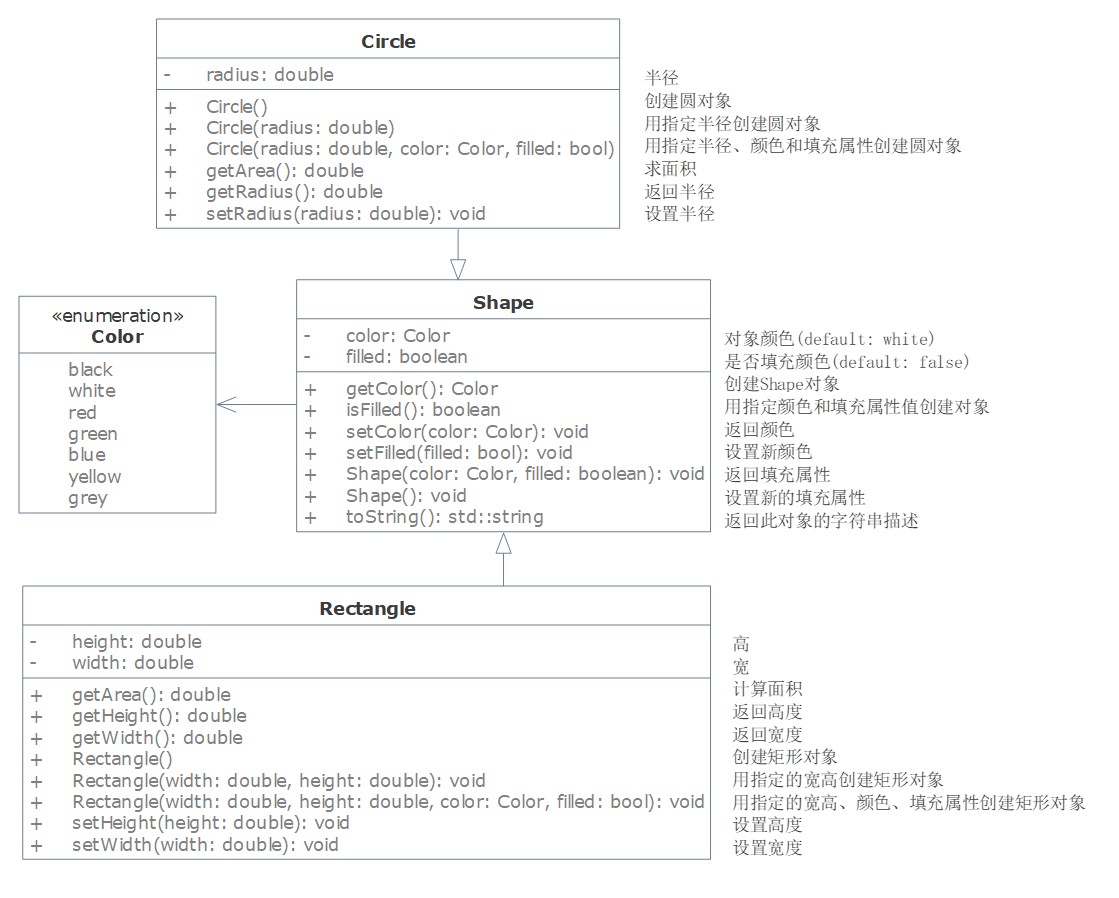 Circle
- radius: double 半径
+ Circle() 创建圆对象
+ Circle(radius: double) 用指定半径创建圆对象
+ Circle(radius: double, color: Color, filled: bool) 用指定半径、颜色和填充属性创建圆对象
+ getArea(): double 求面积
+ getRadius(): double 返回半径
+ setRadius(radius: double): void 设置半径
«enumeration»
Color
black
white
red
green
blue
yellow
grey
Shape
- color: Color 对象颜色(default: white)
- filled: boolean 是否填充颜色(default: false)
+ getColor(): Color 创建Shape对象
+ isFilled(): boolean 用指定颜色和填充属性值创建对象
+ setColor(color: Color): void 返回颜色
+ setFilled(filled: bool): void 设置新颜色
+ Shape(color: Color, filled: boolean): void 返回填充属性
+ Shape(): void 设置新的填充属性
+ toString(): std::string 返回此对象的字符串描述
Rectangle
- height: double 高
- width: double 宽
+ getArea(): double 计算面积
+ getHeight(): double 返回高度
+ getWidth(): double 返回宽度
+ Rectangle() 创建矩形对象
+ Rectangle(width: double, height: double): void 用指定的宽高创建矩形对象
+ Rectangle(width: double, height: double, color: Color, filled: bool): void 用指定的宽高、颜色、填充属性创建矩形对象
+ setHeight(height: double): void 设置高度
+ setWidth(width: double): void 设置宽度